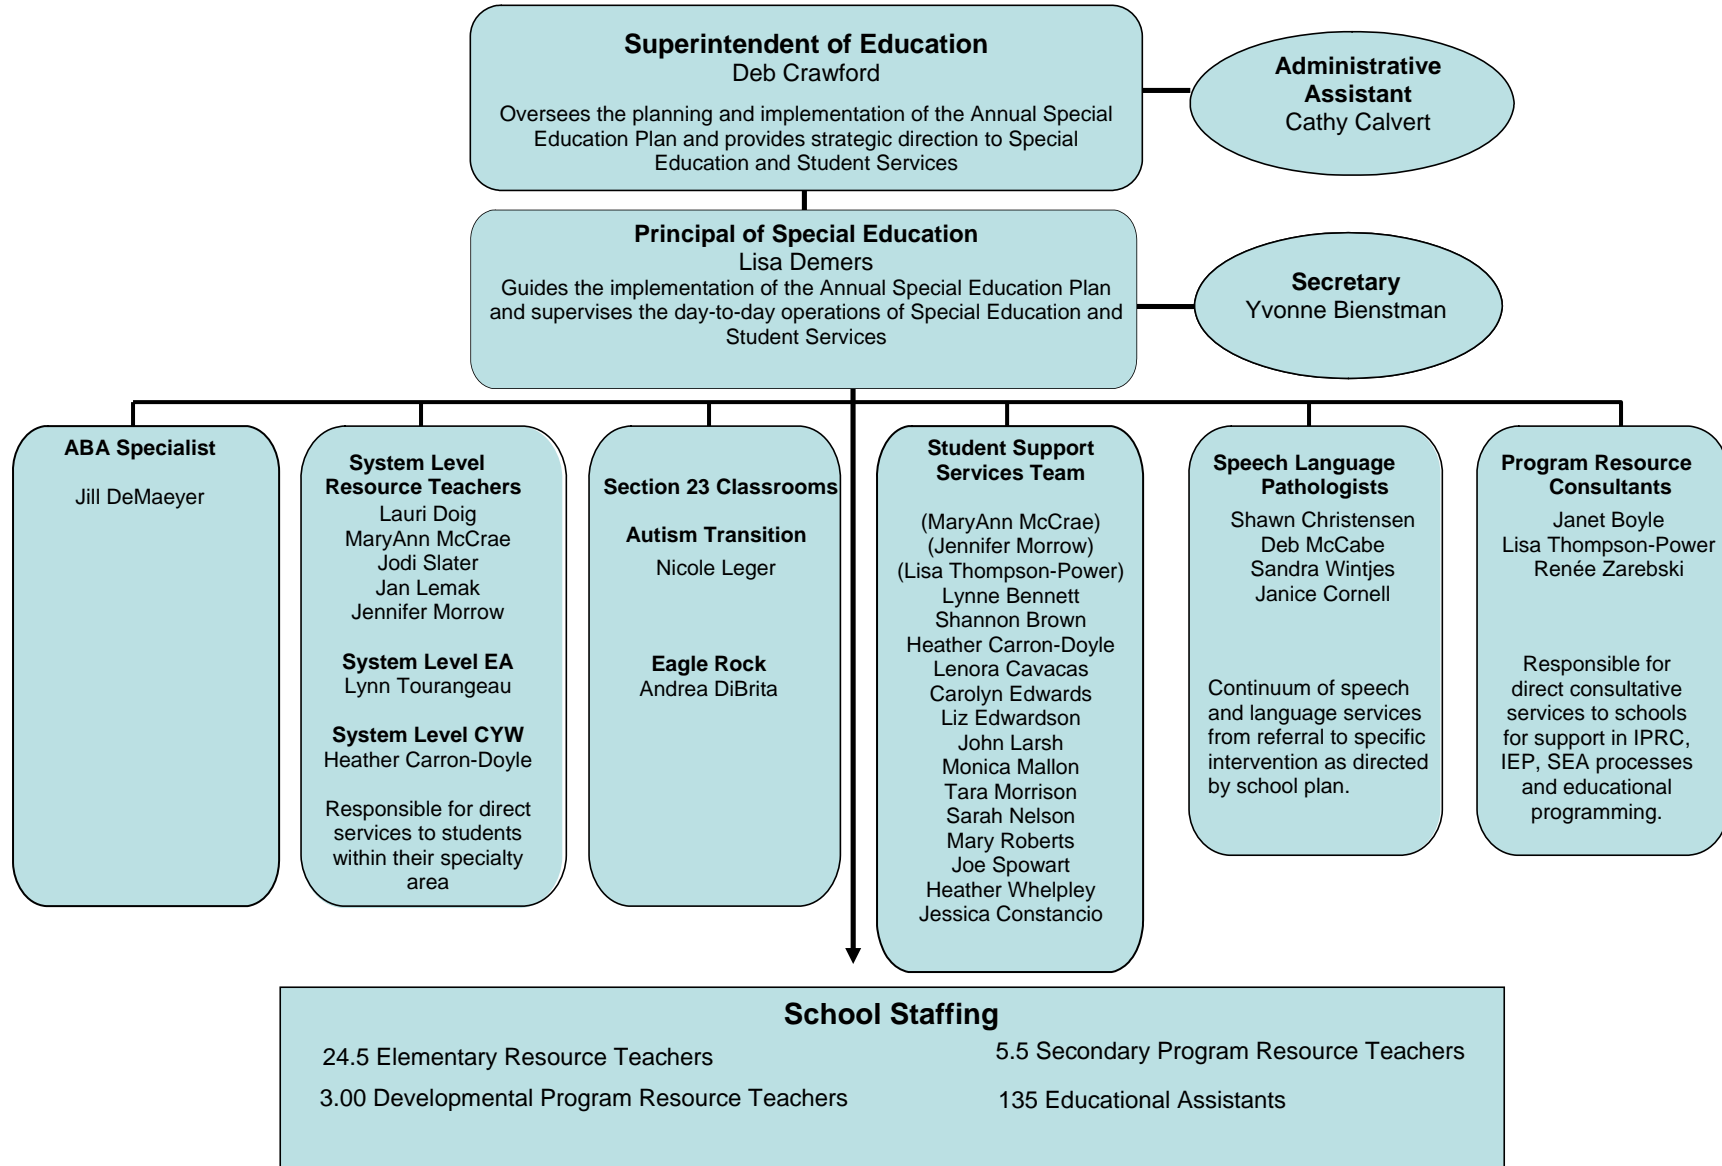 Superintendent of Education
Deb Crawford
Oversees the planning and implementation of the Annual Special
Education Plan and provides strategic direction to Special
Education and Student Services
Administrative
Assistant
Cathy Calvert
Principal of Special Education
Lisa Demers
Guides the implementation of the Annual Special Education Plan
and supervises the day-to-day operations of Special Education and
Student Services
Secretary
Yvonne Bienstman
ABA Specialist
Jill DeMaeyer
System Level
Resource Teachers
Lauri Doig
MaryAnn McCrae
Jodi Slater
Jan Lemak
Jennifer Morrow
System Level EA
Lynn Tourangeau
System Level CYW
Heather Carron-Doyle
Responsible for direct
services to students
within their specialty
area
Section 23 Classrooms
Autism Transition
Nicole Leger
Eagle Rock
Andrea DiBrita
Student Support
Services Team
(MaryAnn McCrae)
(Jennifer Morrow)
(Lisa Thompson-Power)
Lynne Bennett
Shannon Brown
Heather Carron-Doyle
Lenora Cavacas
Carolyn Edwards
Liz Edwardson
John Larsh
Monica Mallon
Tara Morrison
Sarah Nelson
Mary Roberts
Joe Spowart
Heather Whelpley
Jessica Constancio
Speech Language
Pathologists
Shawn Christensen
Deb McCabe
Sandra Wintjes
Janice Cornell
Continuum of speech
and language services
from referral to specific
intervention as directed
by school plan.
Program Resource
Consultants
Janet Boyle
Lisa Thompson-Power
Renée Zarebski
Responsible for
direct consultative
services to schools
for support in IPRC,
IEP, SEA processes
and educational
programming.
School Staffing
24.5 Elementary Resource Teachers
5.5 Secondary Program Resource Teachers
3.00 Developmental Program Resource Teachers
135 Educational Assistants